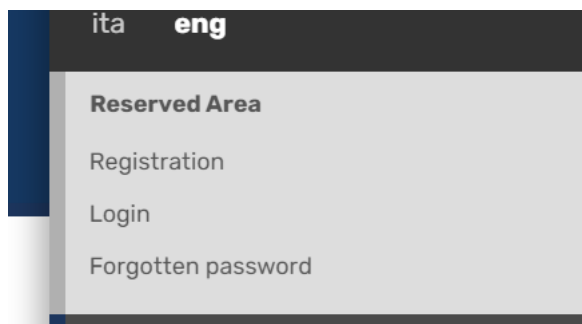 ita eng
Reserved Area
Registration
Login
Forgotten password